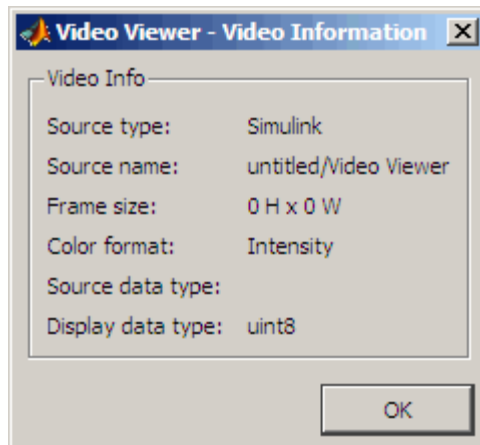 Video Viewer - Video Information
Video Info
Source type: Simulink
Source name: untitled/Video Viewer
Frame size: 0 H x 0 W
Color format: Intensity
Source data type:
Display data type: uint8
OK